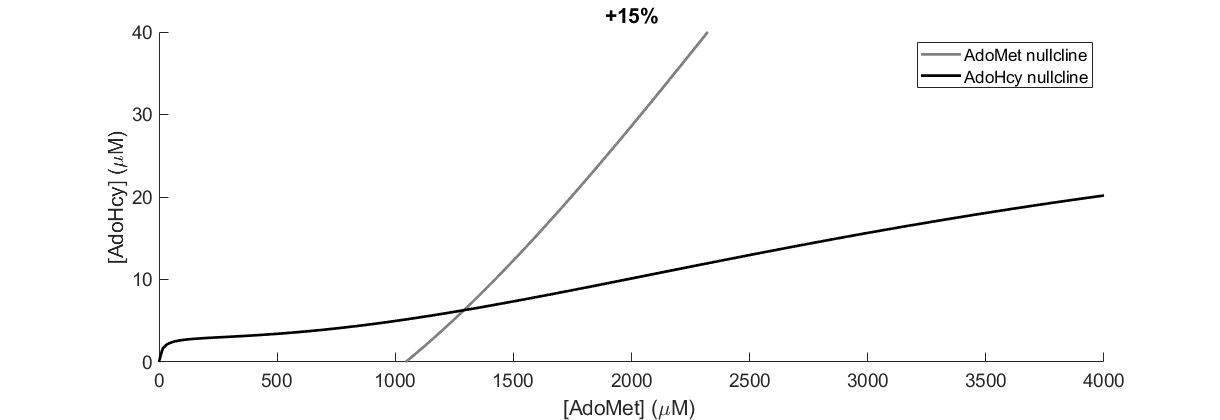 +15%
40
30
20
10
0
[AdoHcy] (μM)
0 500 1000 1500 2000 2500 3000 3500 4000
[AdoMet] (μM)
AdoMet nullcline
AdoHcy nullcline